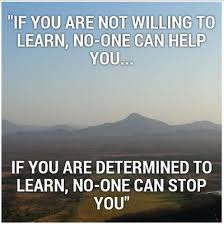 "IF YOU ARE NOT WILLING TO
LEARN, NO-ONE CAN HELP
YOU...
IF YOU ARE DETERMINED TO
LEARN, NO-ONE CAN STOP
YOU"